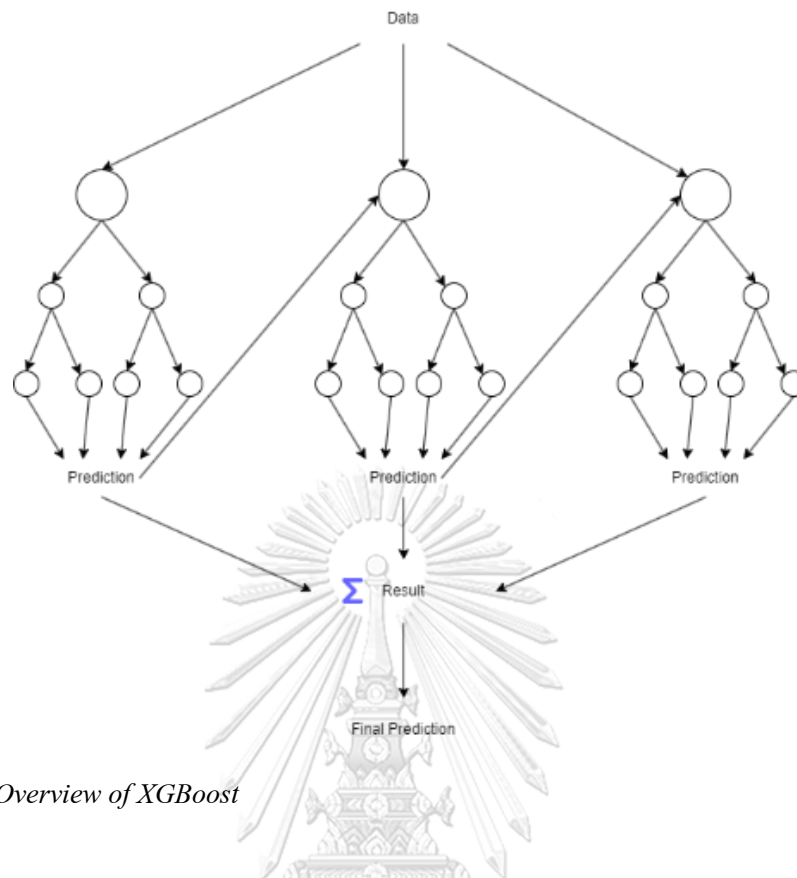 Data
Prediction
Prediction
Prediction
Σ Result
Final Prediction
Overview of XGBoost